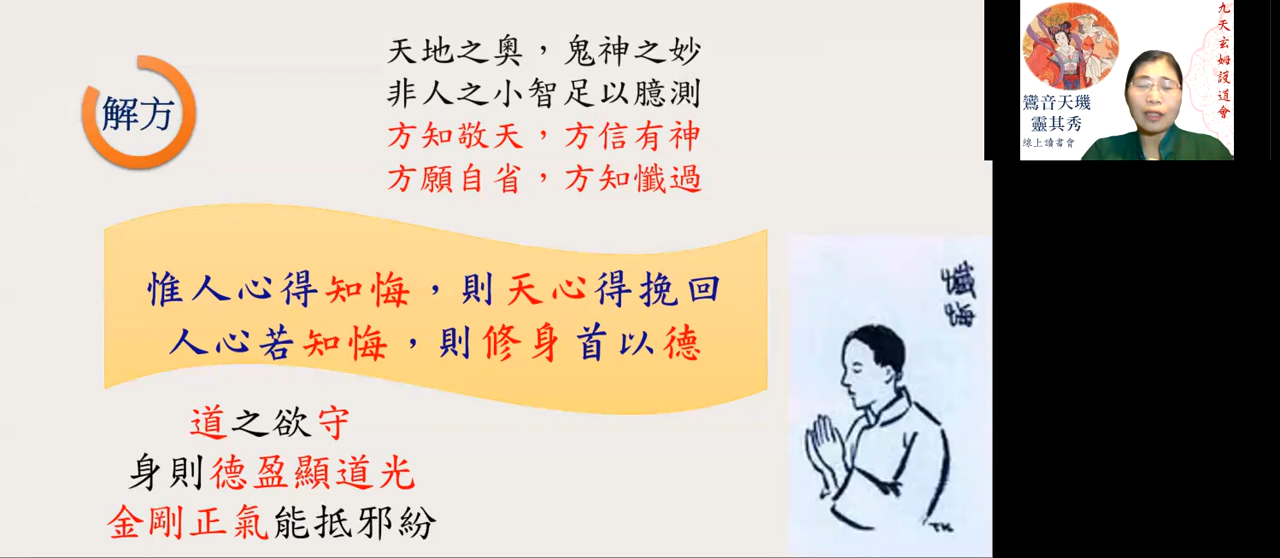 解方
天地之奧，鬼神之妙
非人之小智足以臆測
方知敬天，方信有神
方願自省，方知懺過
惟人心得知悔，則天心得挽回
人心若知悔，則修身首以德
道之欲守
身則德盈顯道光
金剛正氣能抵邪紛
懺悔
TK
鸞音天璣
靈其秀
線上讀書會
九天玄姆設道會